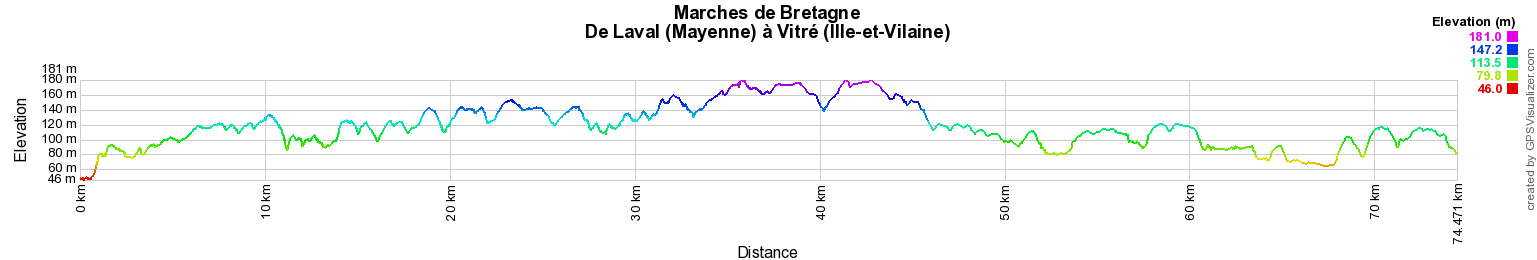 Marches de Bretagne
De Laval (Mayenne) à Vitré (Ille-et-Vilaine)
Elevation (m)
181.0
147.2
113.5
79.8
46.0
181 m
180 m
160 m
140 m
120 m
100 m
80 m
60 m
46 m
Elevation
0 km
10 km
20 km
30 km
40 km
50 km
60 km
70 km
74.471 km
Distance
created by GPSVisualizer.com